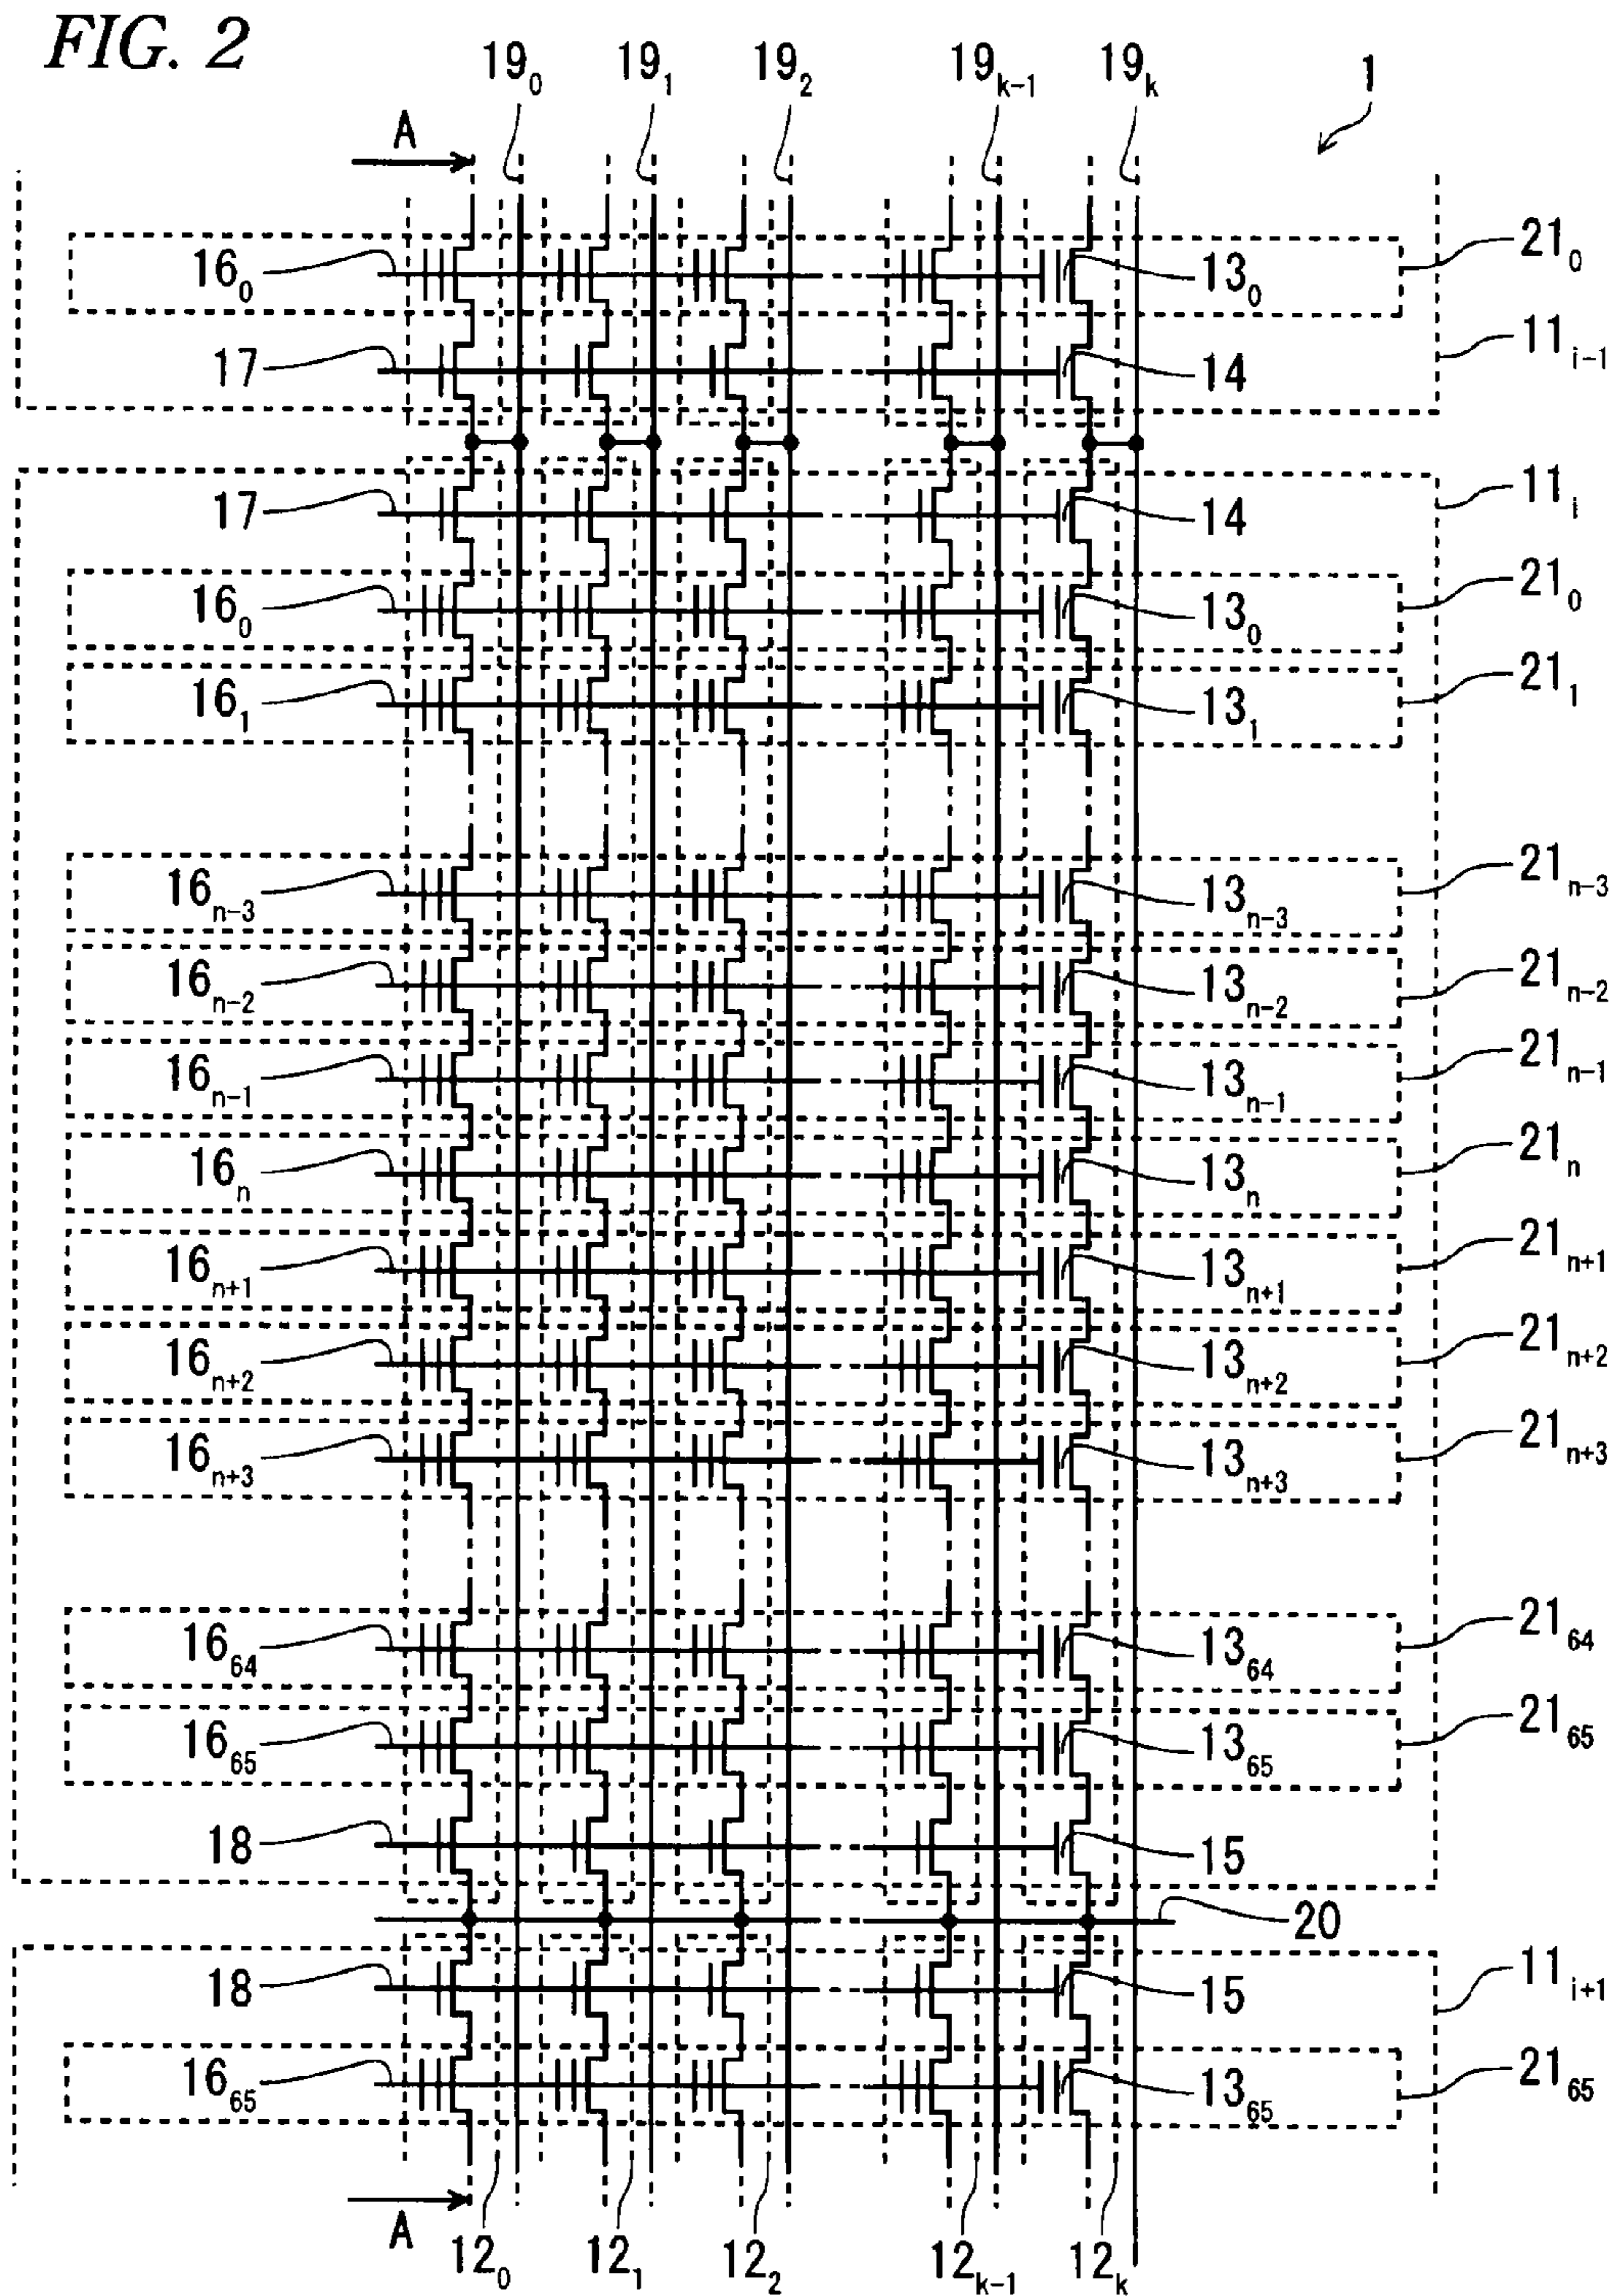 FIG. 2
19₀ 19₁ 19₂ 19ₖ₋₁ 19ₖ 1
A
16₀ 13₀ 21₀
17 14 11ᵢ₋₁
17 14 11ᵢ
16₀ 13₀ 21₀
16₁ 13₁ 21₁
16ₙ₋₃ 13ₙ₋₃ 21ₙ₋₃
16ₙ₋₂ 13ₙ₋₂ 21ₙ₋₂
16ₙ₋₁ 13ₙ₋₁ 21ₙ₋₁
16ₙ 13ₙ 21ₙ
16ₙ₊₁ 13ₙ₊₁ 21ₙ₊₁
16ₙ₊₂ 13ₙ₊₂ 21ₙ₊₂
16ₙ₊₃ 13ₙ₊₃ 21ₙ₊₃
16₆₄ 13₆₄ 21₆₄
16₆₅ 13₆₅ 21₆₅
18 15
20
18 15 11ᵢ₊₁
16₆₅ 13₆₅ 21₆₅
A
12₀ 12₁ 12₂ 12ₖ₋₁ 12ₖ